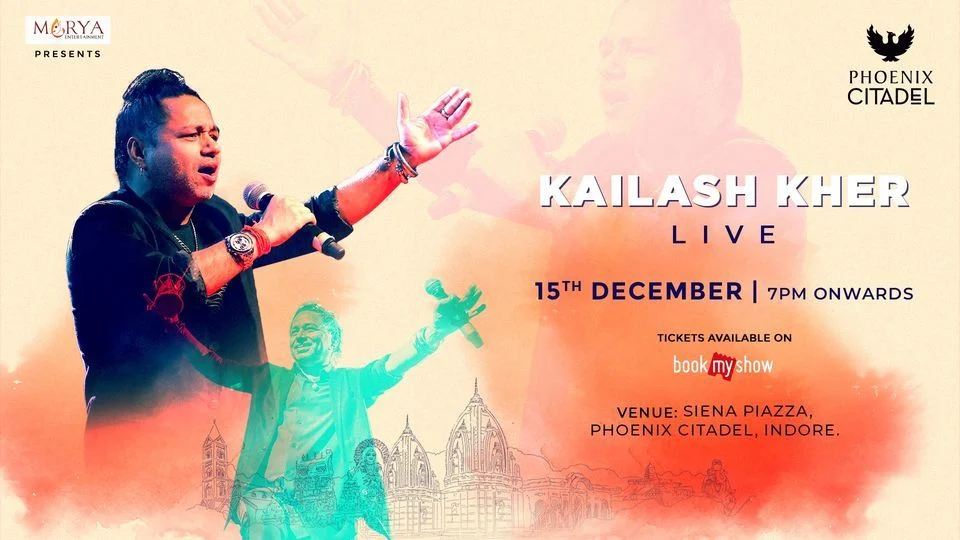 MORYA
ENTERTAINMENT
PRESENTS
PHOENIX
CITADEL
KAILASH KHER
LIVE
15TH DECEMBER | 7PM ONWARDS
TICKETS AVAILABLE ON
book my show
VENUE: SIENA PIAZZA,
PHOENIX CITADEL, INDORE.